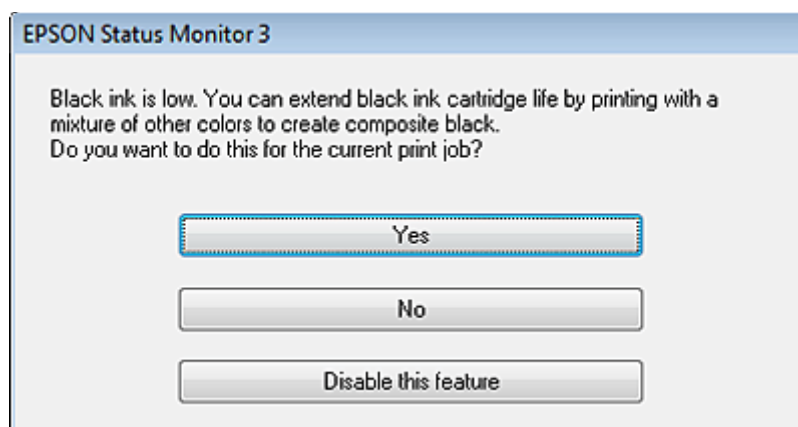 EPSON Status Monitor 3
Black ink is low. You can extend black ink cartridge life by printing with a
mixture of other colors to create composite black.
Do you want to do this for the current print job?
Yes
No
Disable this feature